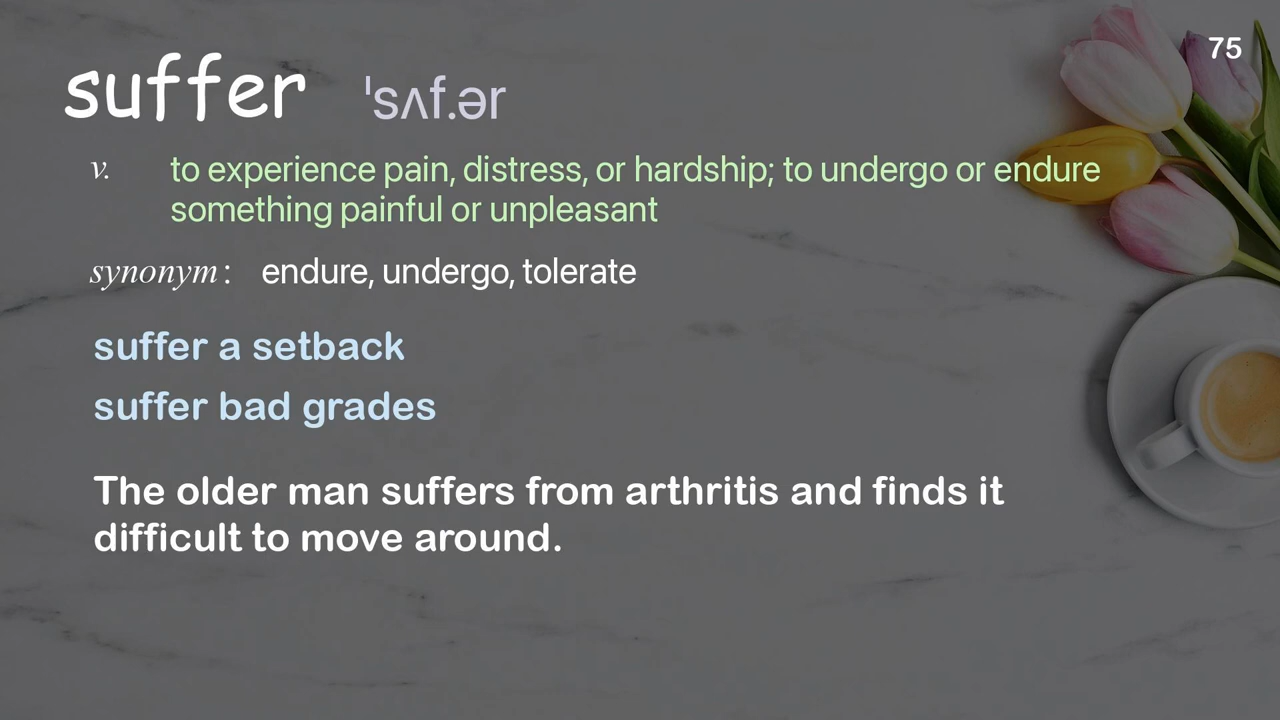 75
suffer ˈsʌf.ər
v. to experience pain, distress, or hardship; to undergo or endure
something painful or unpleasant
synonym : endure, undergo, tolerate
suffer a setback
suffer bad grades
The older man suffers from arthritis and finds it
difficult to move around.